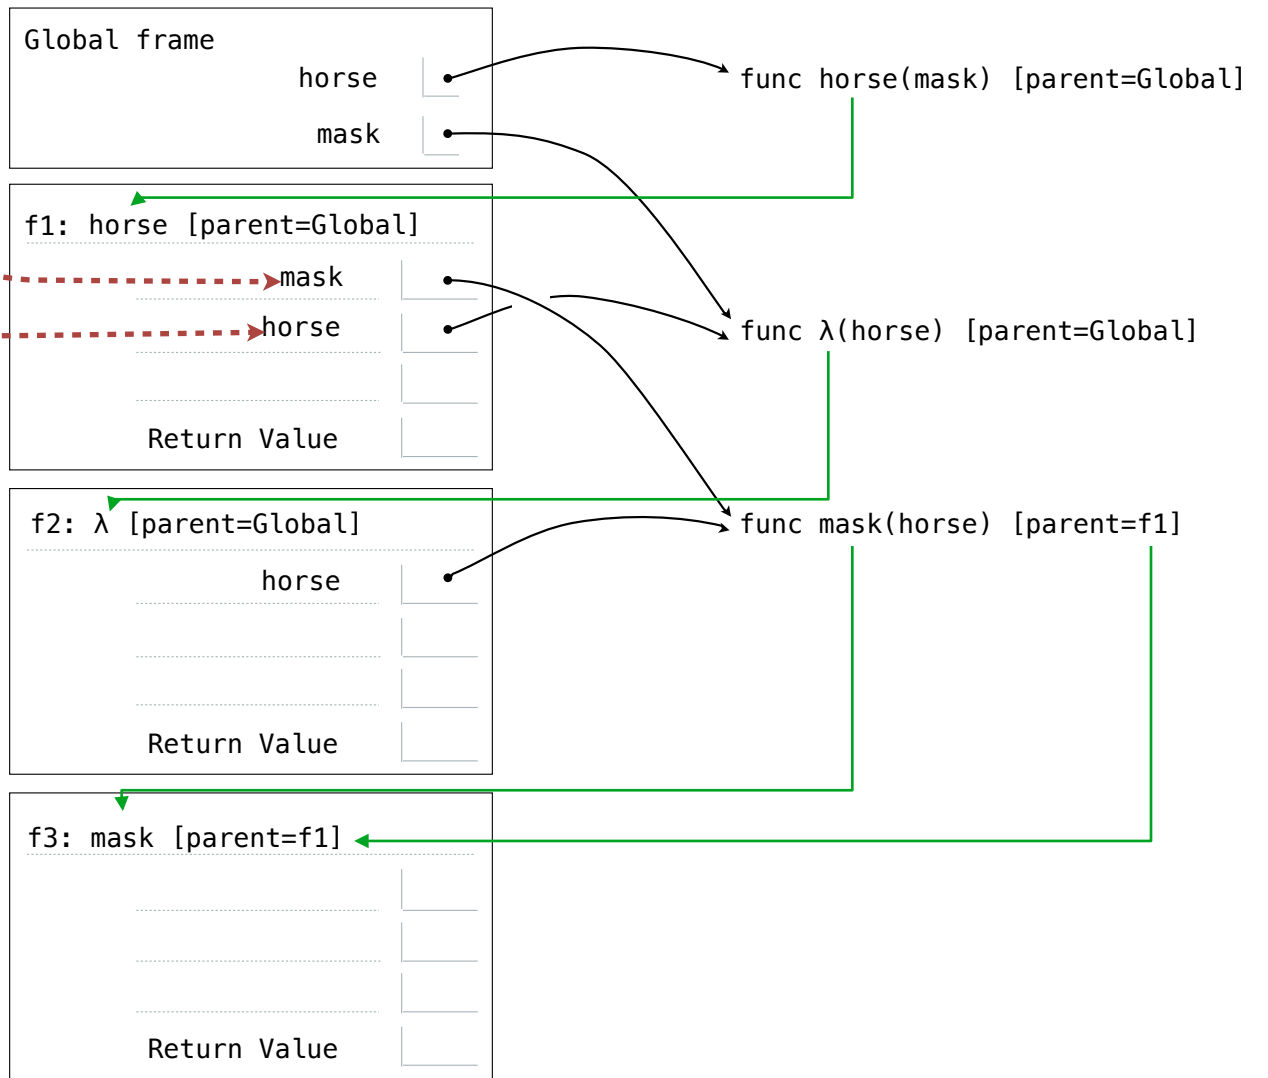 Global frame
horse
mask
func horse(mask) [parent=Global]
f1: horse [parent=Global]
mask
horse
Return Value
func λ(horse) [parent=Global]
f2: λ [parent=Global]
horse
Return Value
func mask(horse) [parent=f1]
f3: mask [parent=f1]
Return Value